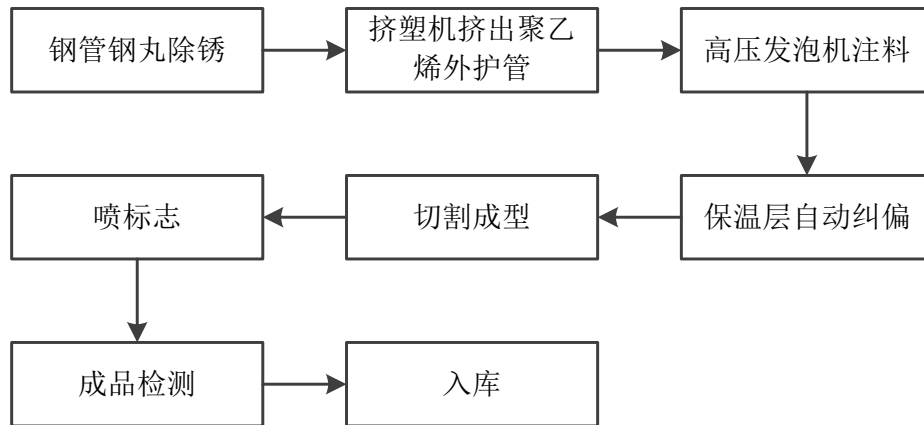 钢管钢丸除锈
挤塑机挤出聚乙
烯外护管
高压发泡机注料
保温层自动纠偏
切割成型
喷标志
成品检测
入库